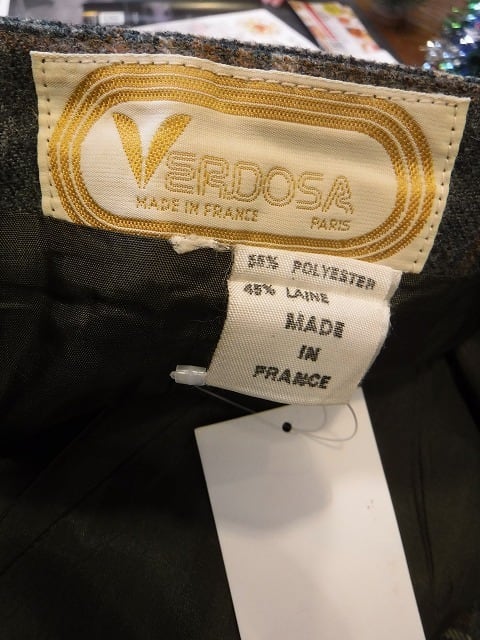 VERDOSA
MADE IN FRANCE PARIS
55% POLYESTER
45% LAINE
MADE
IN
FRANCE